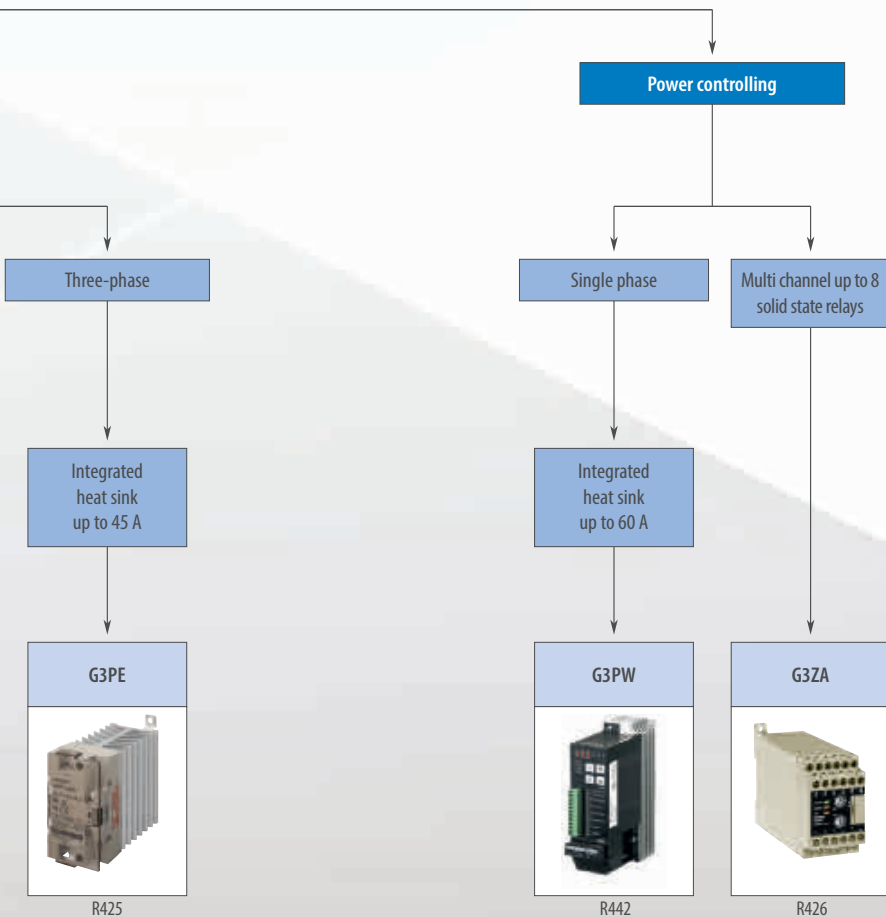 Power controlling
Three-phase
Single phase
Multi channel up to 8
solid state relays
Integrated
heat sink
up to 45 A
Integrated
heat sink
up to 60 A
G3PE
G3PW
G3ZA
R425
R442
R426